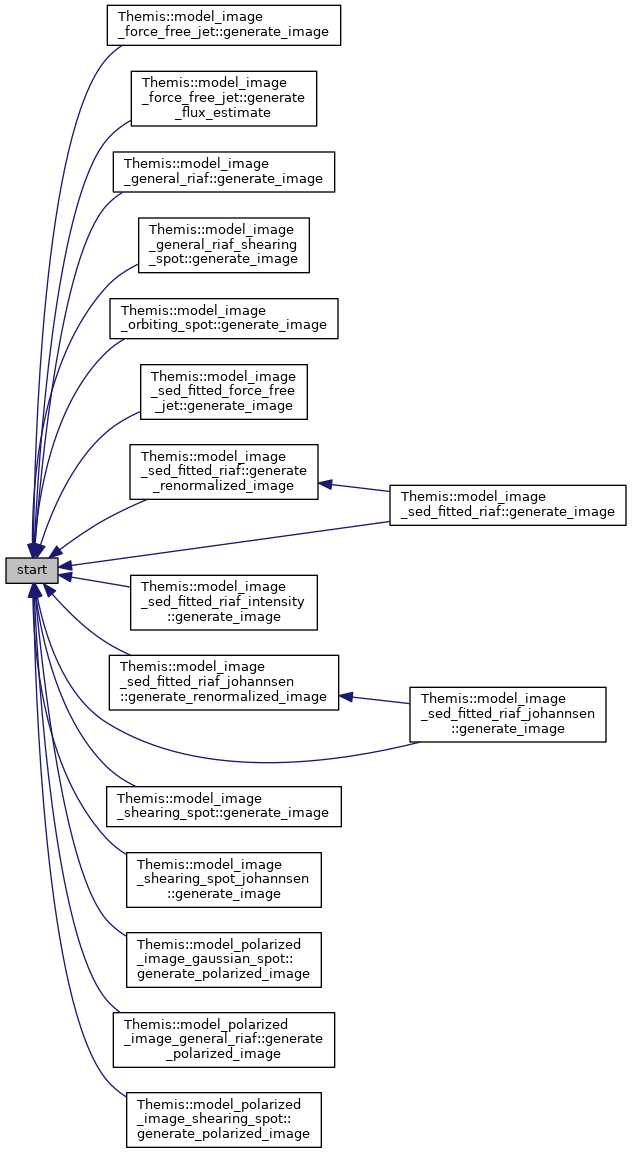 Themis::model_image
_force_free_jet::generate_image
Themis::model_image
_force_free_jet::generate
_flux_estimate
Themis::model_image
_general_riaf::generate_image
Themis::model_image
_general_riaf_shearing
_spot::generate_image
Themis::model_image
_orbiting_spot::generate_image
Themis::model_image
_sed_fitted_force_free
_jet::generate_image
Themis::model_image
_sed_fitted_riaf::generate
_renormalized_image
Themis::model_image
_sed_fitted_riaf::generate_image
start
Themis::model_image
_sed_fitted_riaf_intensity
::generate_image
Themis::model_image
_sed_fitted_riaf_johannsen
::generate_renormalized_image
Themis::model_image
_sed_fitted_riaf_johannsen
::generate_image
Themis::model_image
_shearing_spot::generate_image
Themis::model_image
_shearing_spot_johannsen
::generate_image
Themis::model_polarized
_image_gaussian_spot::
generate_polarized_image
Themis::model_polarized
_image_general_riaf::generate
_polarized_image
Themis::model_polarized
_image_shearing_spot::
generate_polarized_image